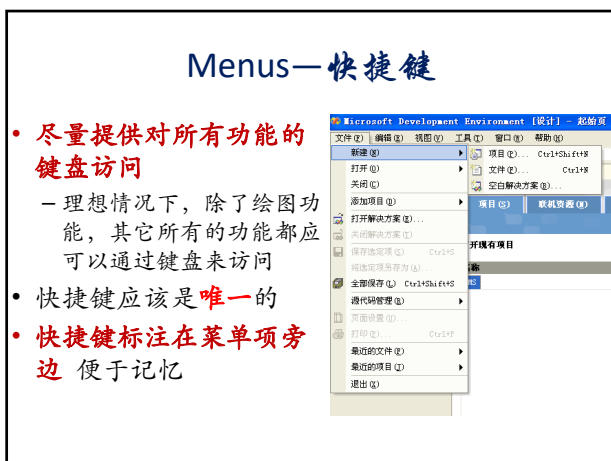 Menus—快捷键
• 尽量提供对所有功能的
键盘访问
– 理想情况下，除了绘图功
能，其它所有的功能都应
可以通过键盘来访问
• 快捷键应该是唯一的
• 快捷键标注在菜单项旁
边 便于记忆
Microsoft Development Environment [设计] - 起始页
文件(F) 编辑(E) 视图(V) 工具(T) 窗口(W) 帮助(H)
新建(N)
项目(P)... Ctrl+Shift+N
打开(O)
文件(F)... Ctrl+N
关闭(C)
空白解决方案(B)...
添加项目(D)
项目(S) 联机资源(R)
打开解决方案(E)...
关闭解决方案(T)
开现有项目
保存选定项(S) Ctrl+S
将选定项另存为(A)...
称
全部保存(L) Ctrl+Shift+S
源代码管理(R)
页面设置(U)...
打印(P)... Ctrl+P
最近的文件(F)
最近的项目(J)
退出(X)